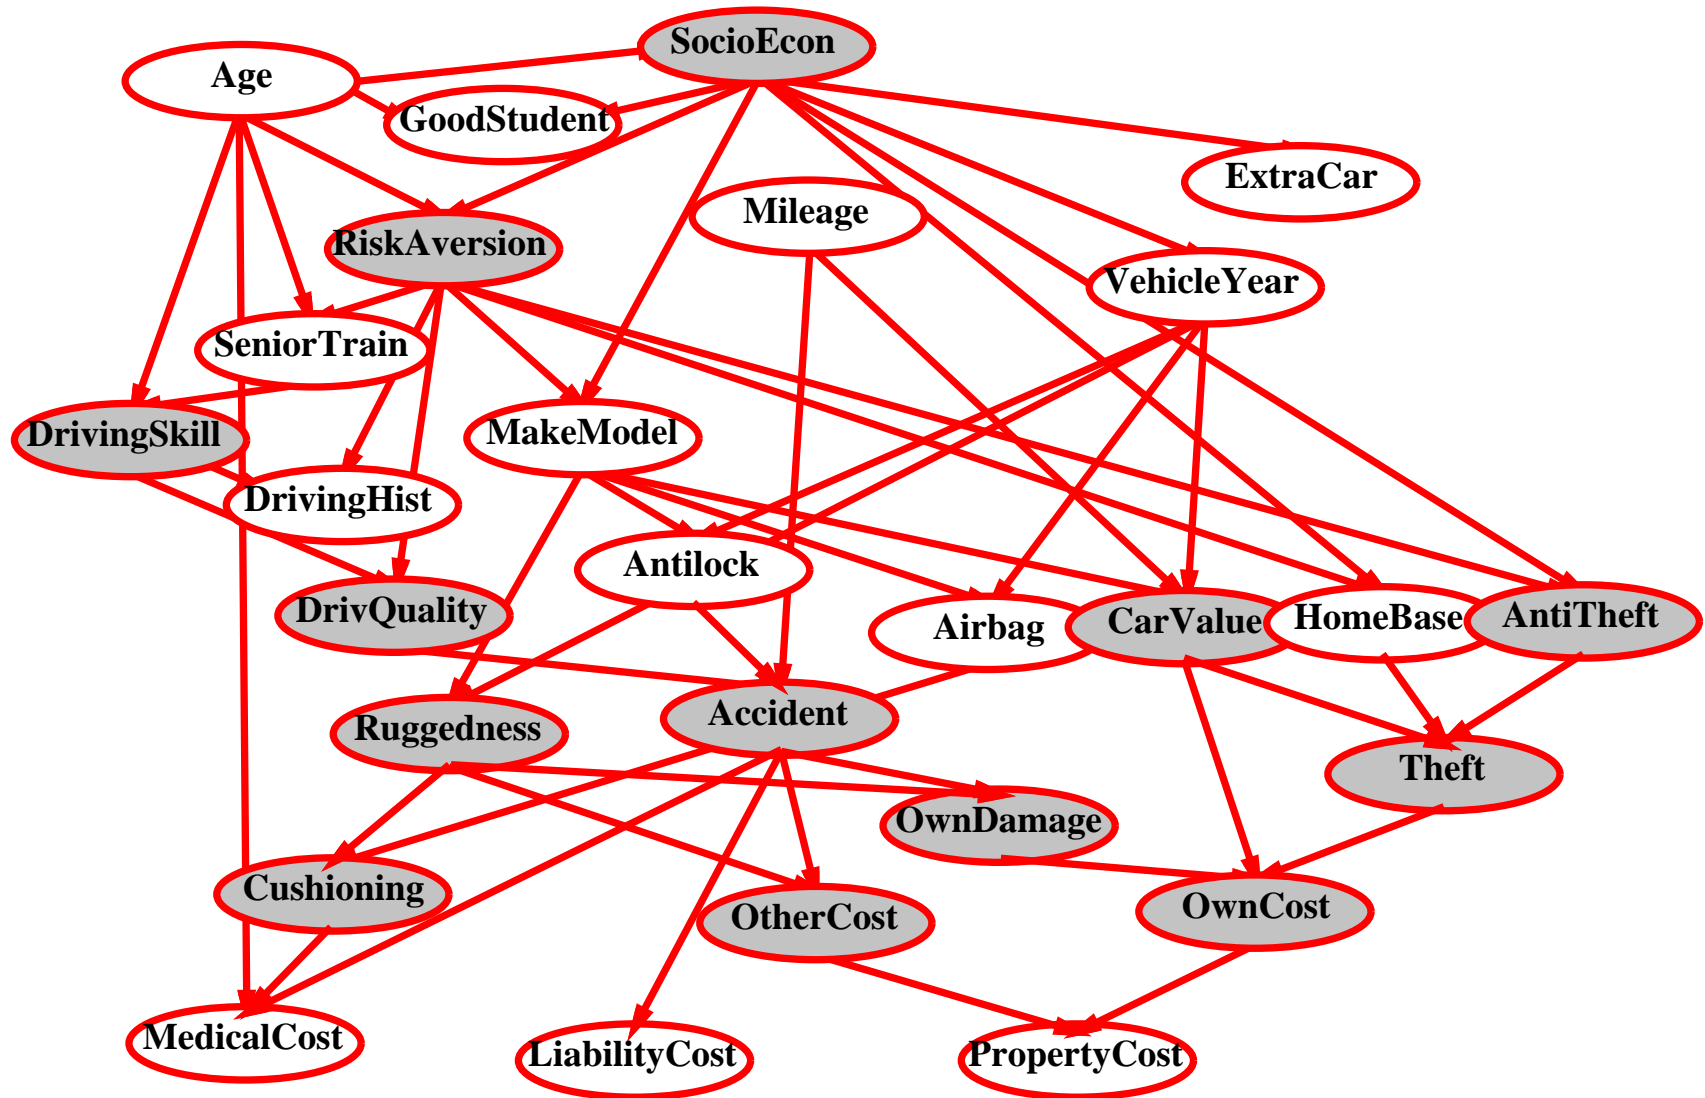 SocioEcon
Age
GoodStudent
ExtraCar
Mileage
RiskAversion
VehicleYear
SeniorTrain
DrivingSkill
MakeModel
DrivingHist
Antilock
DrivQuality
Airbag
CarValue
HomeBase
AntiTheft
Ruggedness
Accident
Theft
OwnDamage
Cushioning
OtherCost
OwnCost
MedicalCost
LiabilityCost
PropertyCost